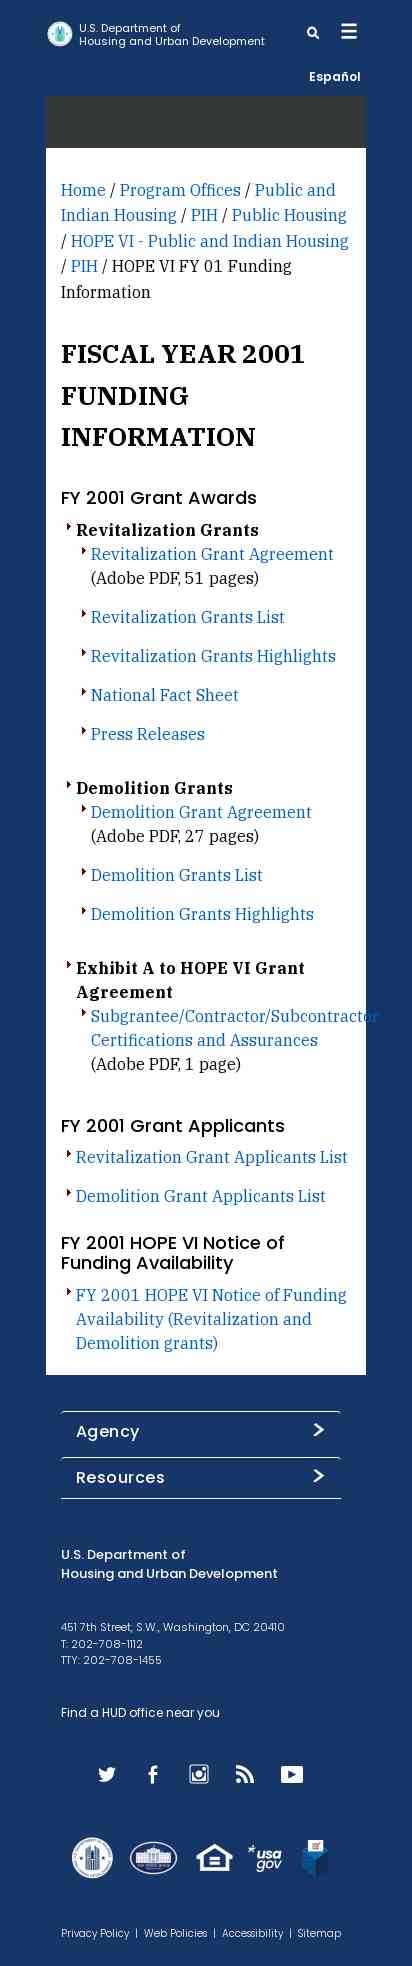 U.S. Department of
Housing and Urban Development
Español
Home / Program Offices / Public and
Indian Housing / PIH / Public Housing
/ HOPE VI - Public and Indian Housing
/ PIH / HOPE VI FY 01 Funding
Information
FISCAL YEAR 2001
FUNDING
INFORMATION
FY 2001 Grant Awards
Revitalization Grants
Revitalization Grant Agreement
(Adobe PDF, 51 pages)
Revitalization Grants List
Revitalization Grants Highlights
National Fact Sheet
Press Releases
Demolition Grants
Demolition Grant Agreement
(Adobe PDF, 27 pages)
Demolition Grants List
Demolition Grants Highlights
Exhibit A to HOPE VI Grant
Agreement
Subgrantee/Contractor/Subcontractor
Certifications and Assurances
(Adobe PDF, 1 page)
FY 2001 Grant Applicants
Revitalization Grant Applicants List
Demolition Grant Applicants List
FY 2001 HOPE VI Notice of
Funding Availability
FY 2001 HOPE VI Notice of Funding
Availability (Revitalization and
Demolition grants)
Agency
Resources
U.S. Department of
Housing and Urban Development
451 7th Street, S.W., Washington, DC 20410
T: 202-708-1112
TTY: 202-708-1455
Find a HUD office near you
usa
gov
Privacy Policy | Web Policies | Accessibility | Sitemap